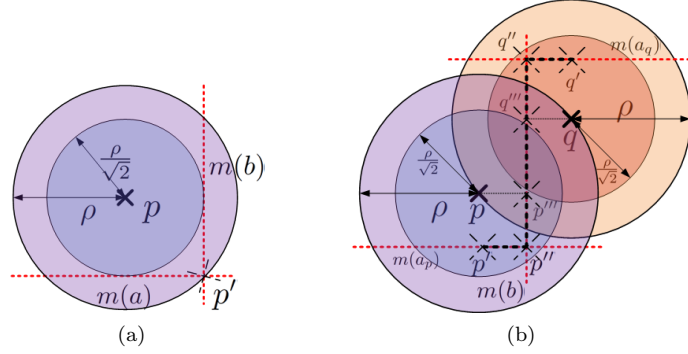 q′′
m(a_q)
q′
q′′′
ρ/√2
m(b)
ρ
q
ρ/√2
ρ/√2
ρ
p
ρ
p
p′′′
m(a_p)
p′
p′′
m(a)
p′
m(b)
(a)
(b)